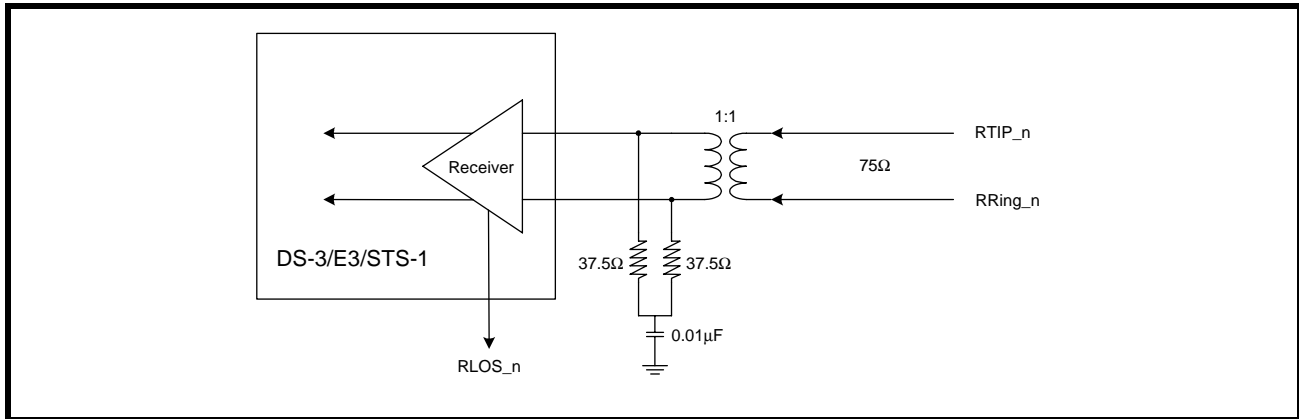 1:1
RTIP_n
Receiver
75Ω
RRing_n
DS-3/E3/STS-1
37.5Ω
37.5Ω
0.01µF
RLOS_n